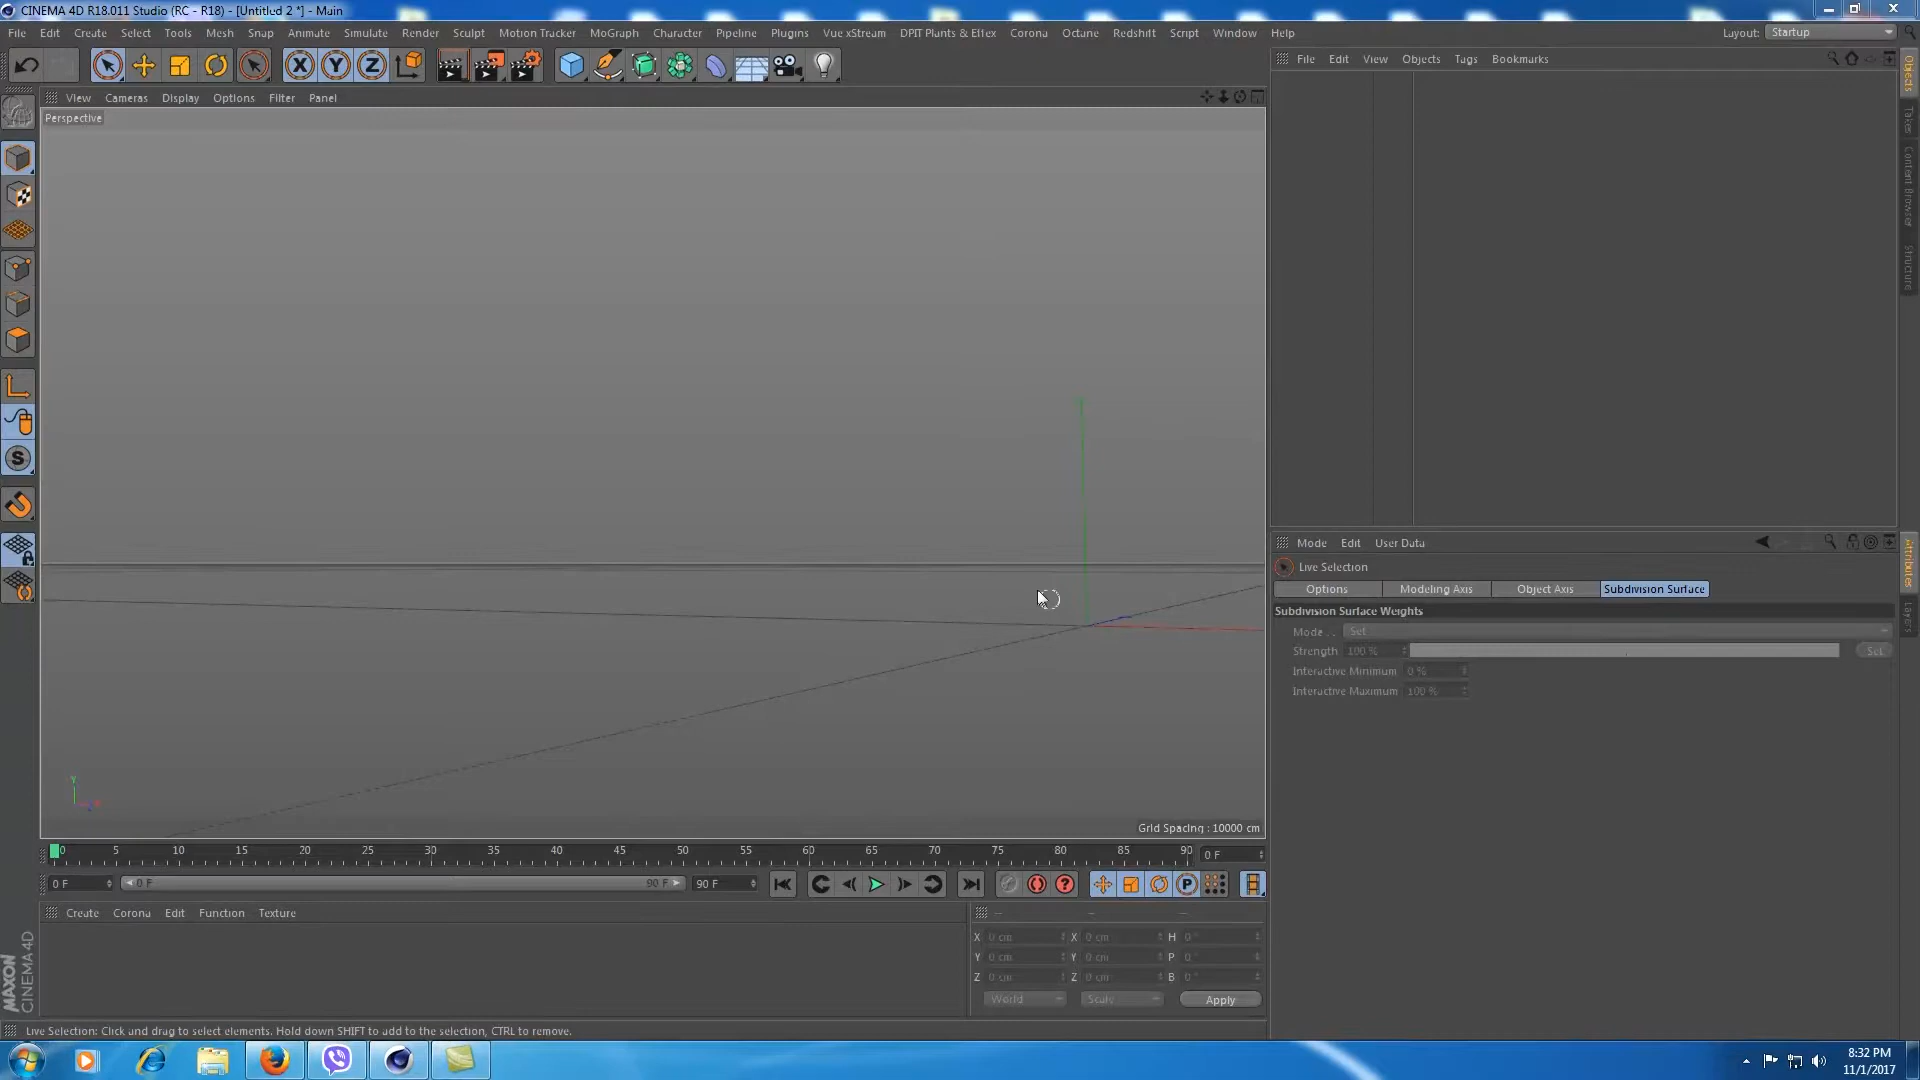 CINEMA 4D R18.011 Studio (RC - R18) - [Untitled 2 *] - Main
File Edit Create Select Tools Mesh Snap Animate Simulate Render Sculpt Motion Tracker MoGraph Character Pipeline Plugins Vue xStream DPIT Plants & Effex Corona Octane Redshift Script Window Help
Layout: Startup
X Y Z
File Edit View Objects Tags Bookmarks
View Cameras Display Options Filter Panel
Perspective
Objects
Takes
Content Browser
Structure
S
Mode Edit User Data
Live Selection
Options Modeling Axis Object Axis Subdivision Surface
Subdivision Surface Weights
Mode . . Set
Strength 100 % Set
Interactive Minimum 0 %
Interactive Maximum 100 %
Attributes
Layers
Y
Grid Spacing : 10000 cm
0 5 10 15 20 25 30 35 40 45 50 55 60 65 70 75 80 85 90 0 F
0 F 0 F 90 F 90 F
P
Create Corona Edit Function Texture
-- -- --
X 0 cm X 0 cm H 0 °
Y 0 cm Y 0 cm P 0 °
Z 0 cm Z 0 cm B 0 °
World Scale Apply
MAXON
CINEMA 4D
Live Selection: Click and drag to select elements. Hold down SHIFT to add to the selection, CTRL to remove.
8:32 PM
11/1/2017